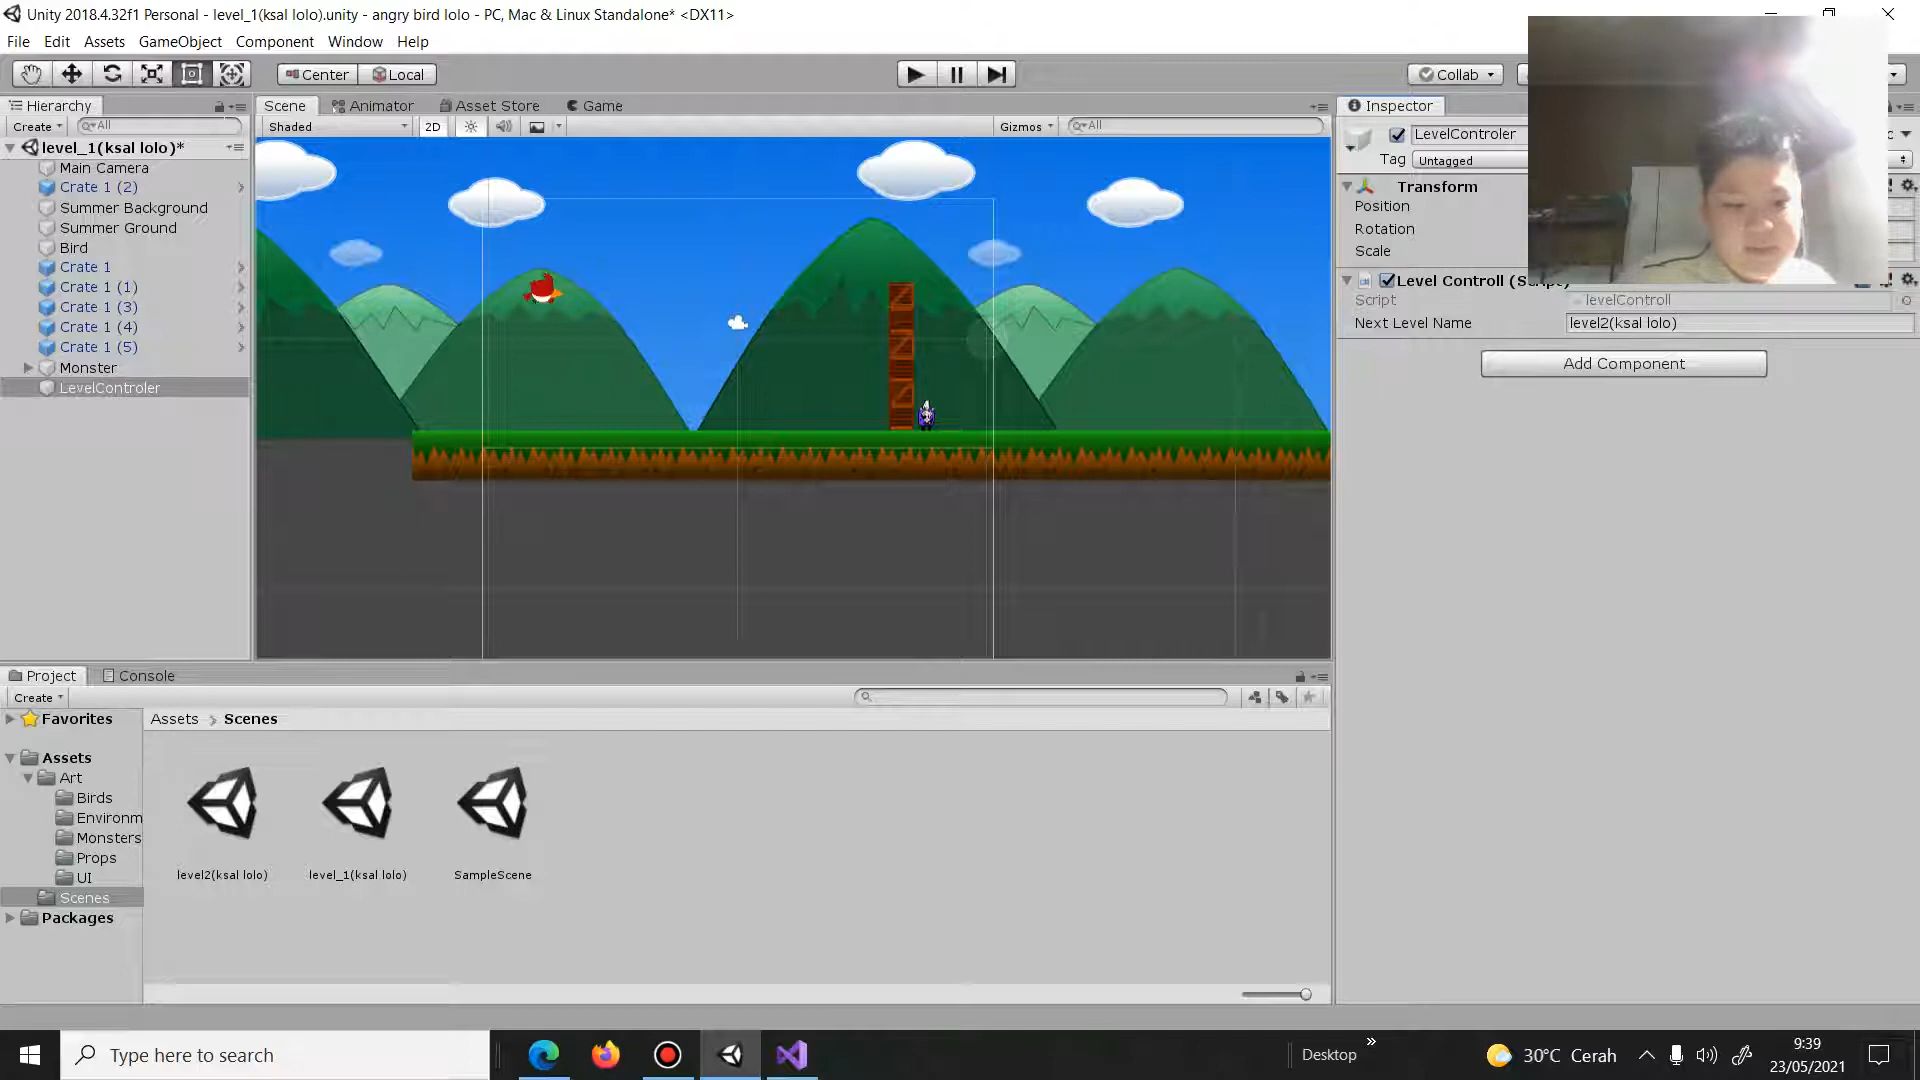 Unity 2018.4.32f1 Personal - level_1(ksal lolo).unity - angry bird lolo - PC, Mac & Linux Standalone* <DX11>
File Edit Assets GameObject Component Window Help
Center Local Collab
Hierarchy Scene Animator Asset Store Game Inspector
Create All Shaded 2D Gizmos All LevelControler
level_1(ksal lolo)* Tag Untagged
Main Camera
Crate 1 (2) Transform
Summer Background Position
Summer Ground Rotation
Bird Scale
Crate 1
Crate 1 (1) Level Controll (Script)
Crate 1 (3) Script levelControll
Crate 1 (4) Next Level Name level2(ksal lolo)
Crate 1 (5)
Monster Add Component
LevelControler
Project Console
Create
Favorites Assets Scenes
Assets
Art
Birds
Environm
Monsters
Props
UI level2(ksal lolo) level_1(ksal lolo) SampleScene
Scenes
Packages
Type here to search Desktop 30°C Cerah 9:39
23/05/2021